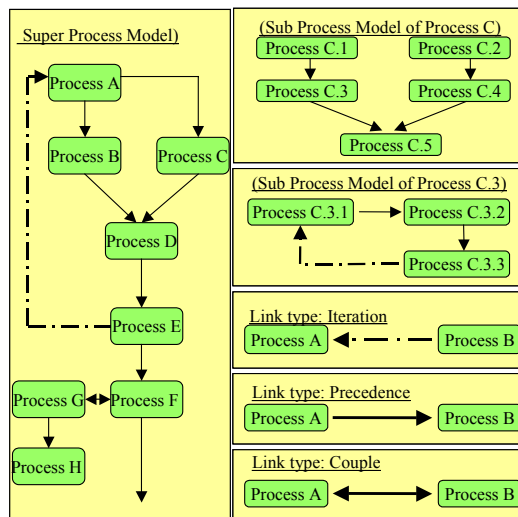 Super Process Model)
Process A
Process B
Process C
Process D
Process E
Process G
Process F
Process H
(Sub Process Model of Process C)
Process C.1
Process C.2
Process C.3
Process C.4
Process C.5
(Sub Process Model of Process C.3)
Process C.3.1
Process C.3.2
Process C.3.3
Link type: Iteration
Process A
Process B
Link type: Precedence
Process A
Process B
Link type: Couple
Process A
Process B